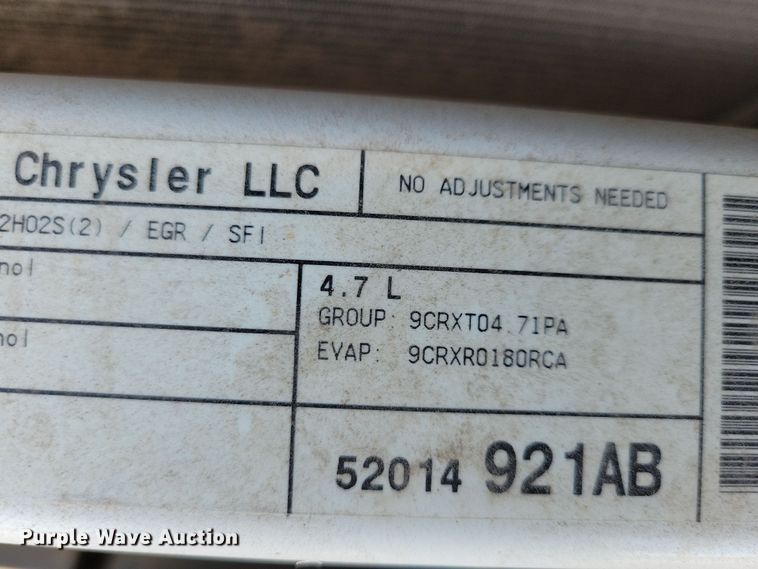 Chrysler LLC
NO ADJUSTMENTS NEEDED
2HO2S(2) / EGR / SFI
nol
4.7 L
GROUP: 9CRXT04.71PA
nol
EVAP: 9CRXR0180RCA
52014 921AB
Purple Wave Auction